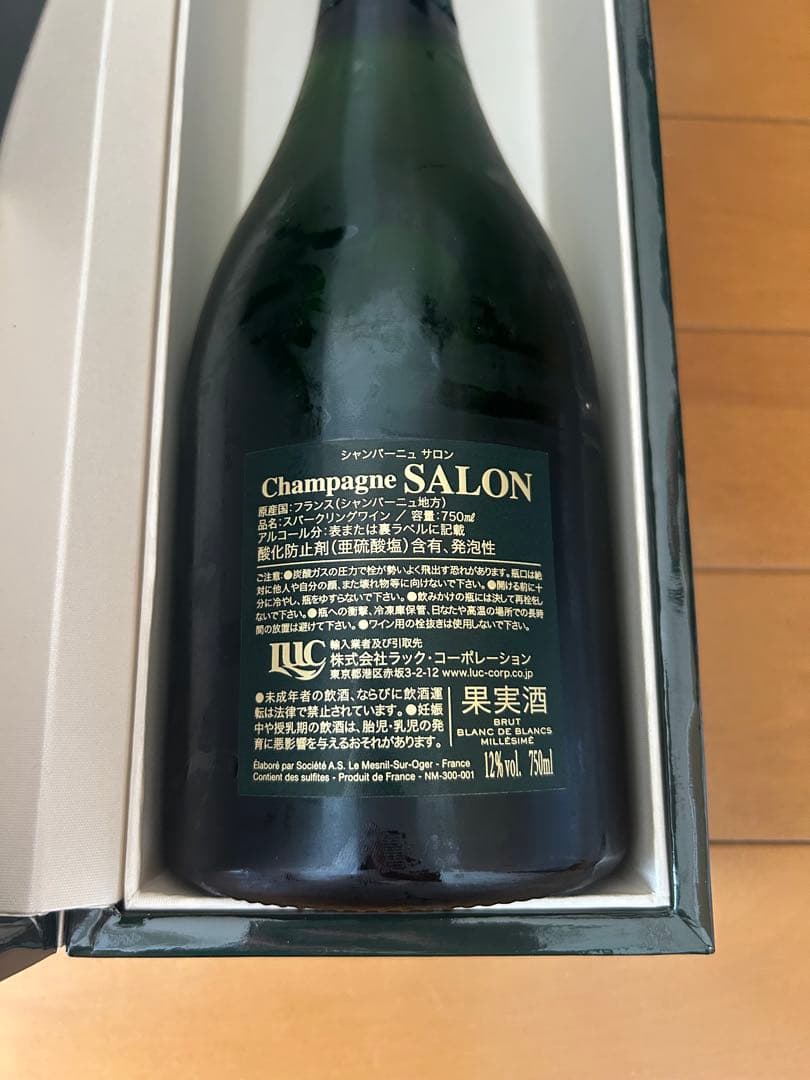 シャンパーニュ サロン
Champagne SALON
原産国:フランス(シャンパーニュ地方)
品名:スパークリングワイン / 容量:750㎖
アルコール分:表または裏ラベルに記載
酸化防止剤(亜硫酸塩)含有、発泡性
ご注意:●炭酸ガスの圧力で栓が勢いよく飛出す恐れがあります。瓶口は絶
対に他人や自分の顔、また壊れ物等に向けないで下さい。●開ける前に十
分に冷やし、瓶をゆすらないで下さい。●飲みかけの瓶には決して再栓をし
ないで下さい。●瓶への衝撃、冷凍庫保管、日なたや高温の場所での長時
間の放置は避けて下さい。●ワイン用の栓抜きは使用しないで下さい。
LUC
輸入業者及び引取先
株式会社ラック・コーポレーション
東京都港区赤坂3-2-12 www.luc-corp.co.jp
●未成年者の飲酒、ならびに飲酒運
転は法律で禁止されています。●妊娠
中や授乳期の飲酒は、胎児・乳児の発
育に悪影響を与えるおそれがあります。
果実酒
BRUT
BLANC DE BLANCS
MILLÉSIMÉ
Élaboré par Société A.S. Le Mesnil-Sur-Oger - France
Contient des sulfites - Produit de France - NM-300-001
12%vol. 750ml